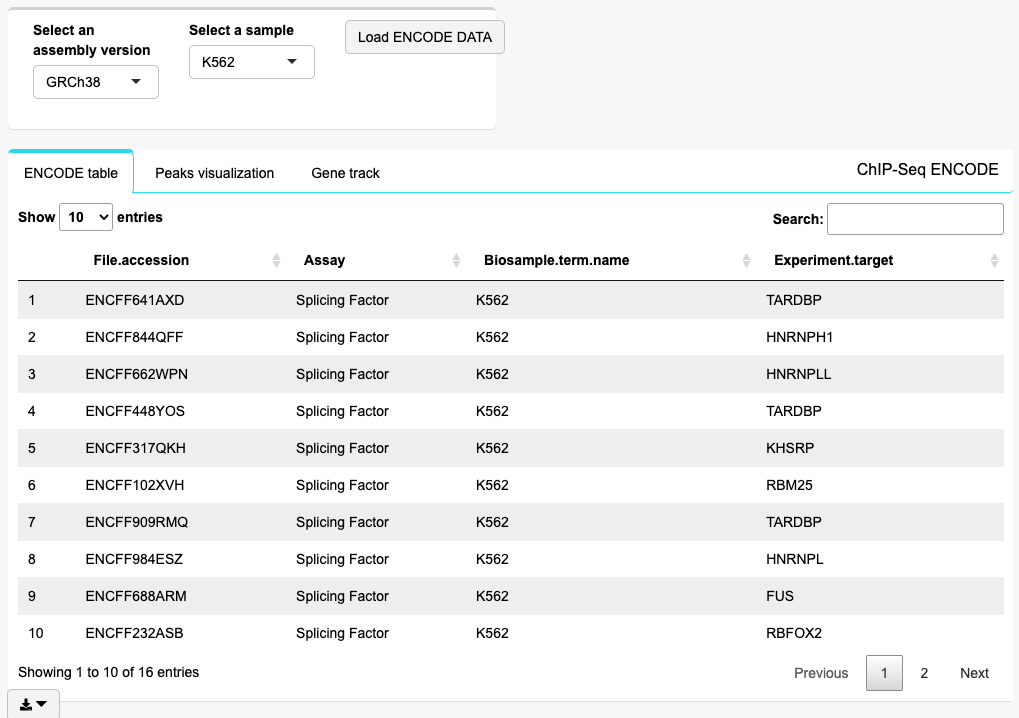 Select an
assembly version
GRCh38
Select a sample
K562
Load ENCODE DATA
ENCODE table
Peaks visualization
Gene track
ChIP-Seq ENCODE
Show 10 entries
Search:
File.accession Assay Biosample.term.name Experiment.target
1 ENCFF641AXD Splicing Factor K562 TARDBP
2 ENCFF844QFF Splicing Factor K562 HNRNPH1
3 ENCFF662WPN Splicing Factor K562 HNRNPLL
4 ENCFF448YOS Splicing Factor K562 TARDBP
5 ENCFF317QKH Splicing Factor K562 KHSRP
6 ENCFF102XVH Splicing Factor K562 RBM25
7 ENCFF909RMQ Splicing Factor K562 TARDBP
8 ENCFF984ESZ Splicing Factor K562 HNRNPL
9 ENCFF688ARM Splicing Factor K562 FUS
10 ENCFF232ASB Splicing Factor K562 RBFOX2
Showing 1 to 10 of 16 entries
Previous 1 2 Next